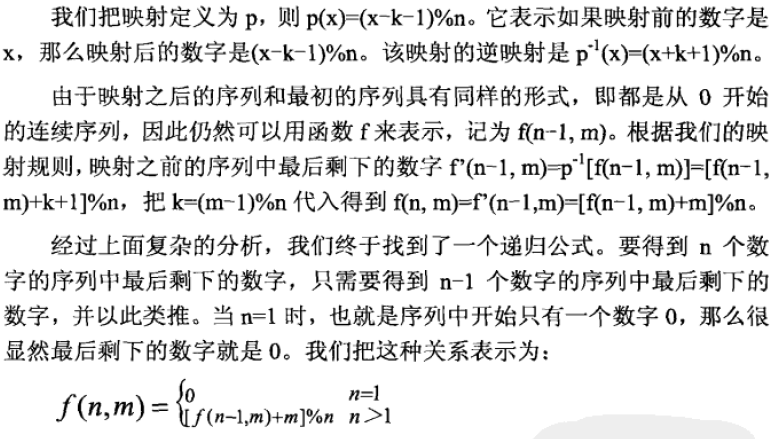 我们把映射定义为 p，则 p(x)=(x-k-1)%n。它表示如果映射前的数字是
x，那么映射后的数字是(x-k-1)%n。该映射的逆映射是 p⁻¹(x)=(x+k+1)%n。
由于映射之后的序列和最初的序列具有同样的形式，即都是从 0 开始
的连续序列，因此仍然可以用函数 f 来表示，记为 f(n-1, m)。根据我们的映
射规则，映射之前的序列中最后剩下的数字 f’(n-1, m)=p⁻¹[f(n-1, m)]=[f(n-1,
m)+k+1]%n，把 k=(m-1)%n 代入得到 f(n, m)=f’(n-1,m)=[f(n-1, m)+m]%n。
经过上面复杂的分析，我们终于找到了一个递归公式。要得到 n 个数
字的序列中最后剩下的数字，只需要得到 n-1 个数字的序列中最后剩下的
数字，并以此类推。当 n=1 时，也就是序列中开始只有一个数字 0，那么很
显然最后剩下的数字就是 0。我们把这种关系表示为：
f(n,m)={0 n=1
[f(n-1,m)+m]%n n>1